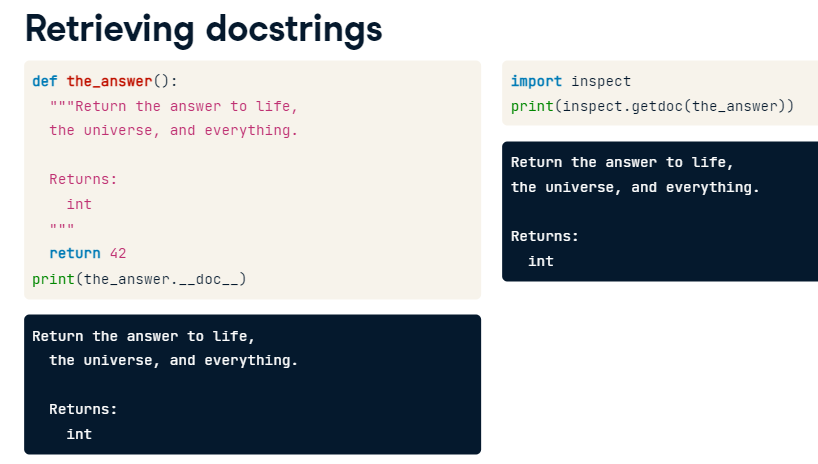 Retrieving docstrings
def the_answer():
  """Return the answer to life,
  the universe, and everything.

  Returns:
    int
  """
  return 42
print(the_answer.__doc__)
Return the answer to life,
  the universe, and everything.

  Returns:
    int
import inspect
print(inspect.getdoc(the_answer))
Return the answer to life,
the universe, and everything.

Returns:
  int